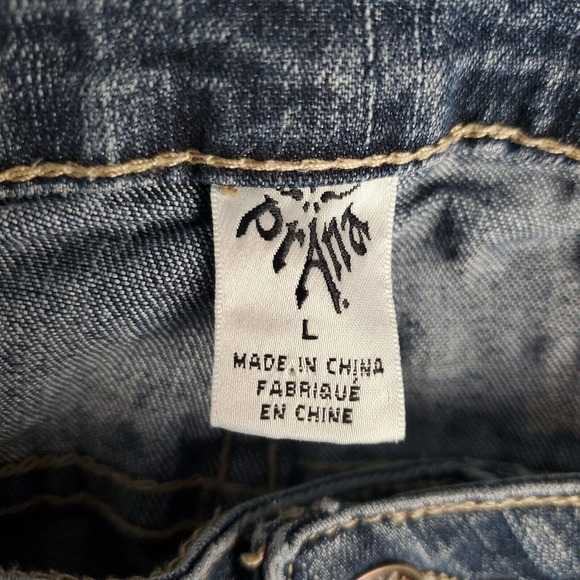 prAna
L
MADE IN CHINA
FABRIQUÉ
EN CHINE